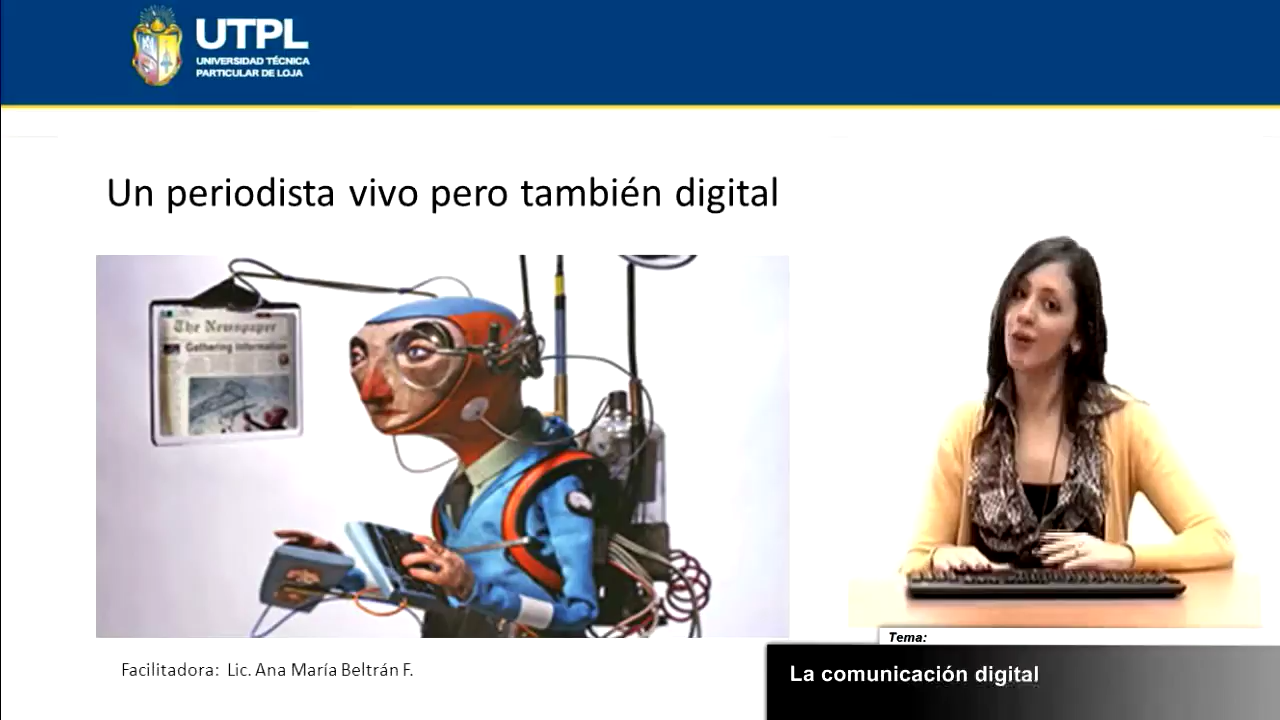 UTPL
UNIVERSIDAD TÉCNICA
PARTICULAR DE LOJA
Un periodista vivo pero también digital
The Newspaper
Gathering Information
Facilitadora: Lic. Ana María Beltrán F.
Tema:
La comunicación digital